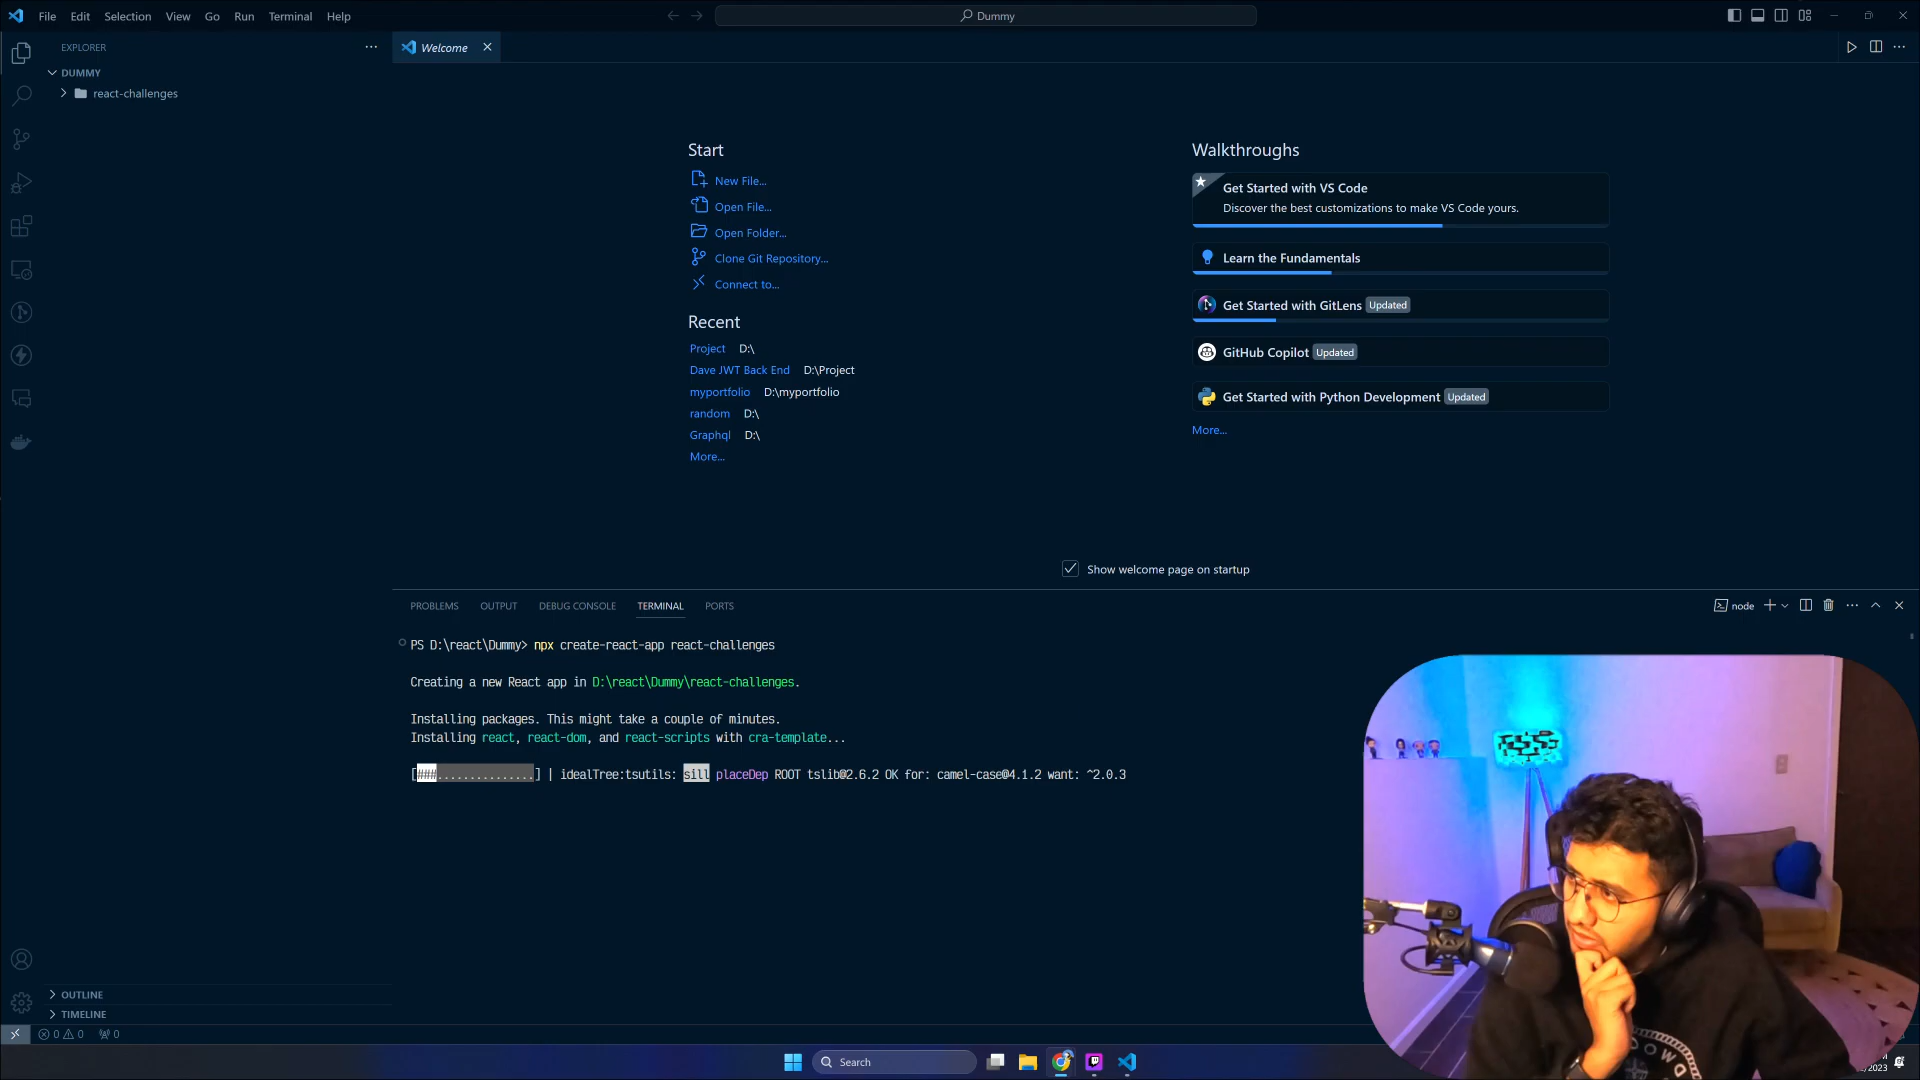 File Edit Selection View Go Run Terminal Help
Dummy
EXPLORER
Welcome
DUMMY
react-challenges
Start
New File...
Open File...
Open Folder...
Clone Git Repository...
Connect to...
Recent
Project D:\
Dave JWT Back End D:\Project
myportfolio D:\myportfolio
random D:\
Graphql D:\
More...
Walkthroughs
Get Started with VS Code
Discover the best customizations to make VS Code yours.
Learn the Fundamentals
Get Started with GitLens Updated
GitHub Copilot Updated
Get Started with Python Development Updated
More...
Show welcome page on startup
PROBLEMS OUTPUT DEBUG CONSOLE TERMINAL PORTS
node
PS D:\react\Dummy> npx create-react-app react-challenges
Creating a new React app in D:\react\Dummy\react-challenges.
Installing packages. This might take a couple of minutes.
Installing react, react-dom, and react-scripts with cra-template...
[###...............] | idealTree:tsutils: sill placeDep ROOT tslib@2.6.2 OK for: camel-case@4.1.2 want: ^2.0.3
OUTLINE
TIMELINE
0 0 0
Search
/2023